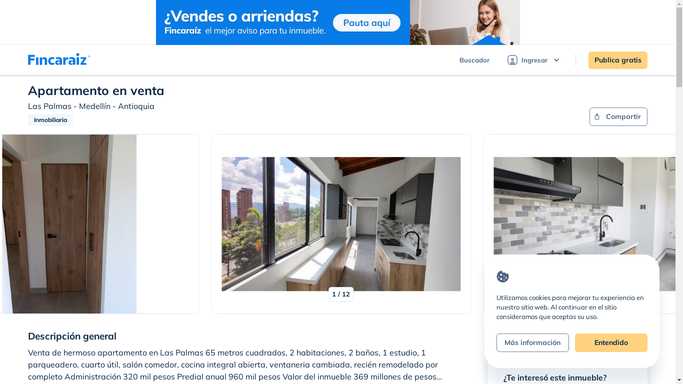 ¿Vendes o arriendas?
Fincaraíz el mejor aviso para tu inmueble.
Pauta aquí
Fincaraíz
Buscador
Ingresar
Publica gratis
Apartamento en venta
Las Palmas - Medellín - Antioquia
Inmobiliaria
Compartir
1 / 12
Utilizamos cookies para mejorar tu experiencia en
nuestro sitio web. Al continuar en el sitio
consideramos que aceptas su uso.
Más información
Entendido
Descripción general
Venta de hermoso apartamento en Las Palmas 65 metros cuadrados, 2 habitaciones, 2 baños, 1 estudio, 1
parqueadero, cuarto útil, salón comedor, cocina integral abierta, ventaneria cambiada, recién remodelado por
completo Administración 320 mil pesos Predial anual 960 mil pesos Valor del inmueble 369 millones de pesos...
¿Te interesó este inmueble?